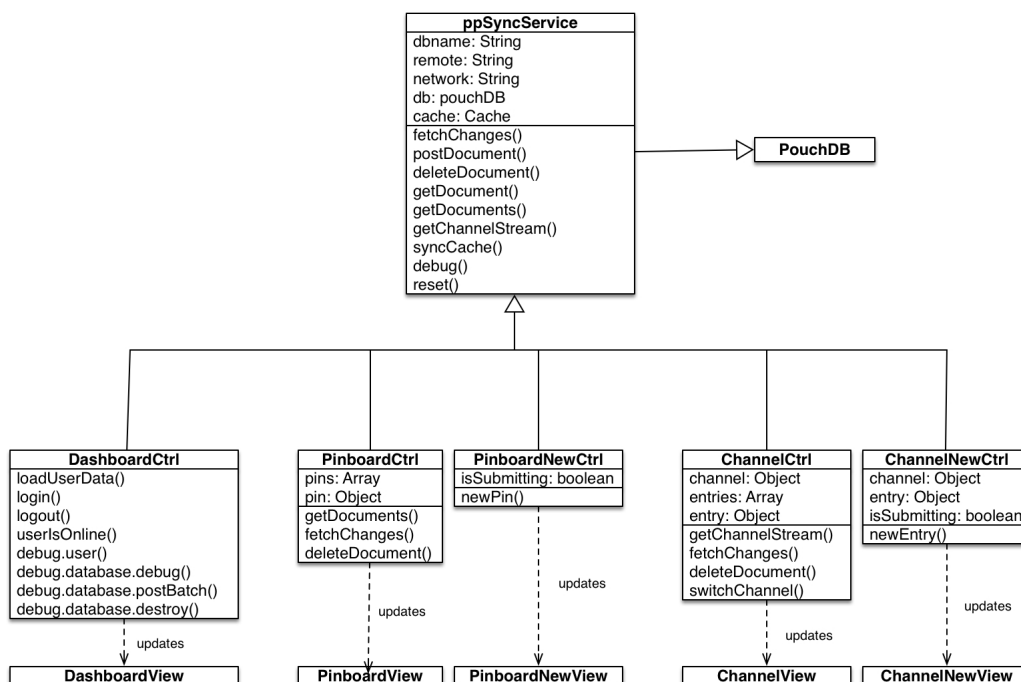 ppSyncService
dbname: String
remote: String
network: String
db: pouchDB
cache: Cache
fetchChanges()
postDocument()
deleteDocument()
getDocument()
getDocuments()
getChannelStream()
syncCache()
debug()
reset()
PouchDB
DashboardCtrl
loadUserData()
login()
logout()
userIsOnline()
debug.user()
debug.database.debug()
debug.database.postBatch()
debug.database.destroy()
updates
DashboardView
PinboardCtrl
pins: Array
pin: Object
getDocuments()
fetchChanges()
deleteDocument()
updates
PinboardView
PinboardNewCtrl
isSubmitting: boolean
newPin()
updates
PinboardNewView
ChannelCtrl
channel: Object
entries: Array
entry: Object
getChannelStream()
fetchChanges()
deleteDocument()
switchChannel()
updates
ChannelView
ChannelNewCtrl
channel: Object
entry: Object
isSubmitting: boolean
newEntry()
updates
ChannelNewView